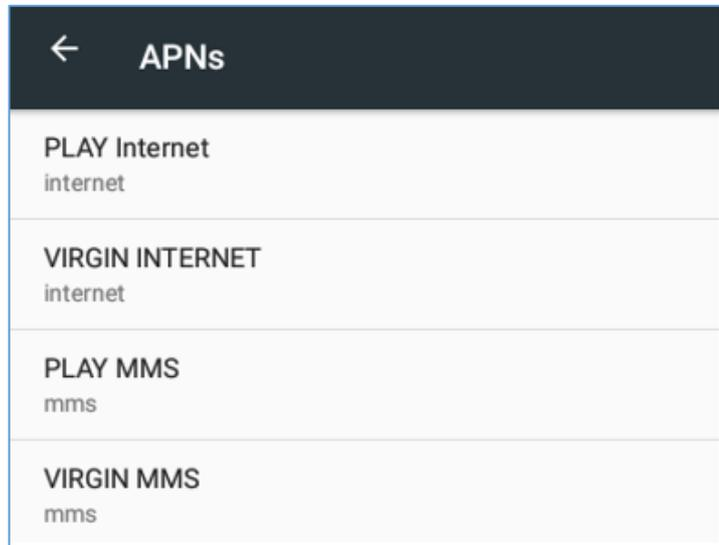 APNs
PLAY Internet
internet
VIRGIN INTERNET
internet
PLAY MMS
mms
VIRGIN MMS
mms